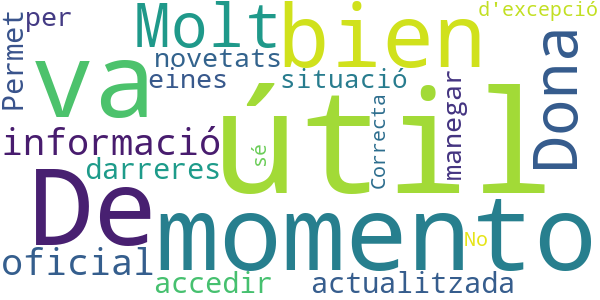 d'excepció
Permet
per
Molt
bien
novetats
Dona
va
eines
situació
útil
manegar
informació
Correcta
sé
darreres
De
momento
No
oficial
accedir
actualitzada